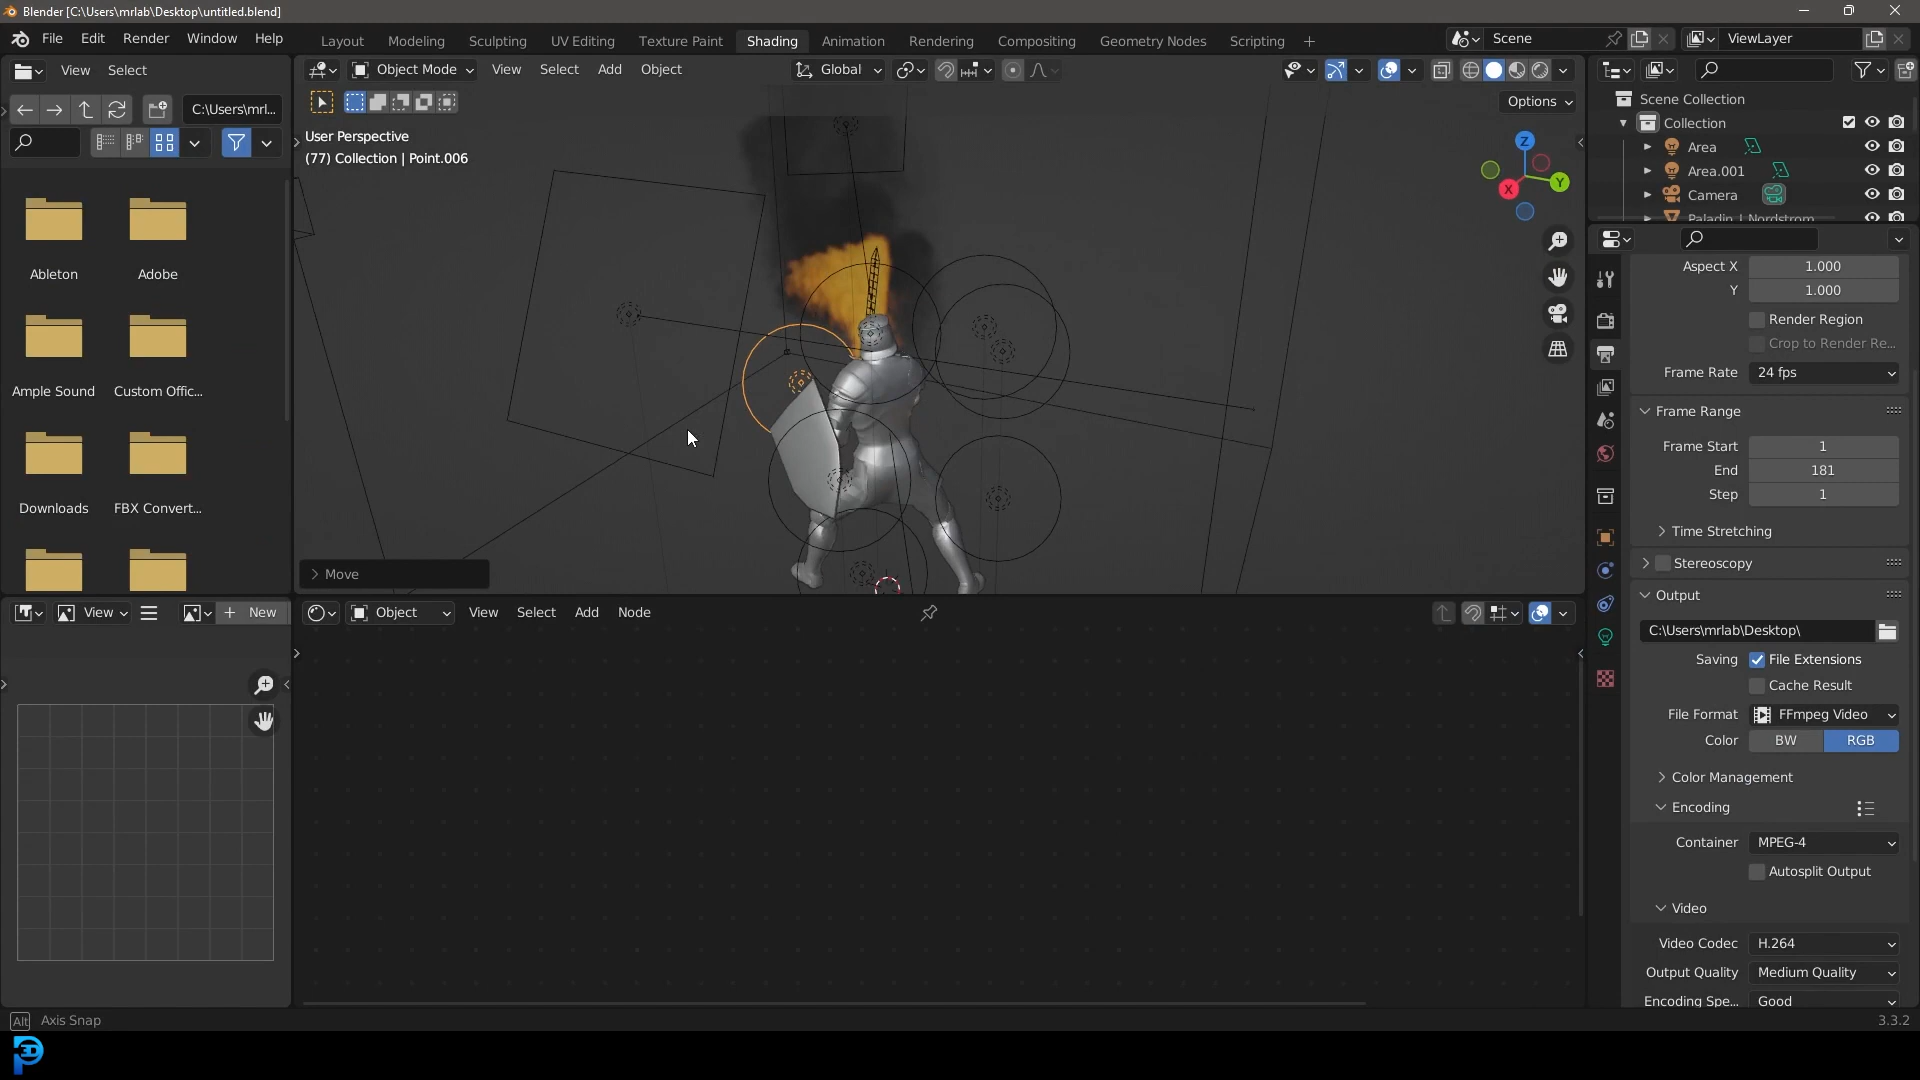 Blender [C:\Users\mrlab\Desktop\untitled.blend]
File Edit Render Window Help
Layout Modeling Sculpting UV Editing Texture Paint Shading Animation Rendering Compositing Geometry Nodes Scripting
Scene
ViewLayer
View Select
C:\Users\mrl...
Object Mode View Select Add Object
Global
Options
User Perspective
(77) Collection | Point.006
Z
Y
X
Ableton
Adobe
Ample Sound
Custom Offic...
Downloads
FBX Convert...
Move
Scene Collection
Collection
Area
Area.001
Camera
Paladin J Nordstrom
Aspect X 1.000
Y 1.000
Render Region
Crop to Render Re...
Frame Rate 24 fps
Frame Range
Frame Start 1
End 181
Step 1
Time Stretching
Stereoscopy
Output
C:\Users\mrlab\Desktop\
Saving File Extensions
Cache Result
File Format FFmpeg Video
Color BW RGB
Color Management
Encoding
Container MPEG-4
Autosplit Output
Video
Video Codec H.264
Output Quality Medium Quality
Encoding Spe... Good
View
New
Object View Select Add Node
Alt Axis Snap
3.3.2
3D
P